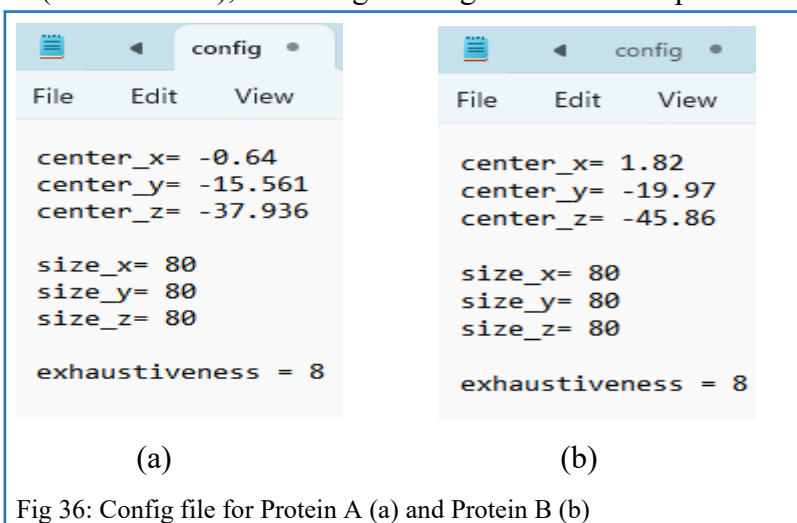 config
File Edit View
center_x= -0.64
center_y= -15.561
center_z= -37.936
size_x= 80
size_y= 80
size_z= 80
exhaustiveness = 8
(a)
config
File Edit View
center_x= 1.82
center_y= -19.97
center_z= -45.86
size_x= 80
size_y= 80
size_z= 80
exhaustiveness = 8
(b)
Fig 36: Config file for Protein A (a) and Protein B (b)